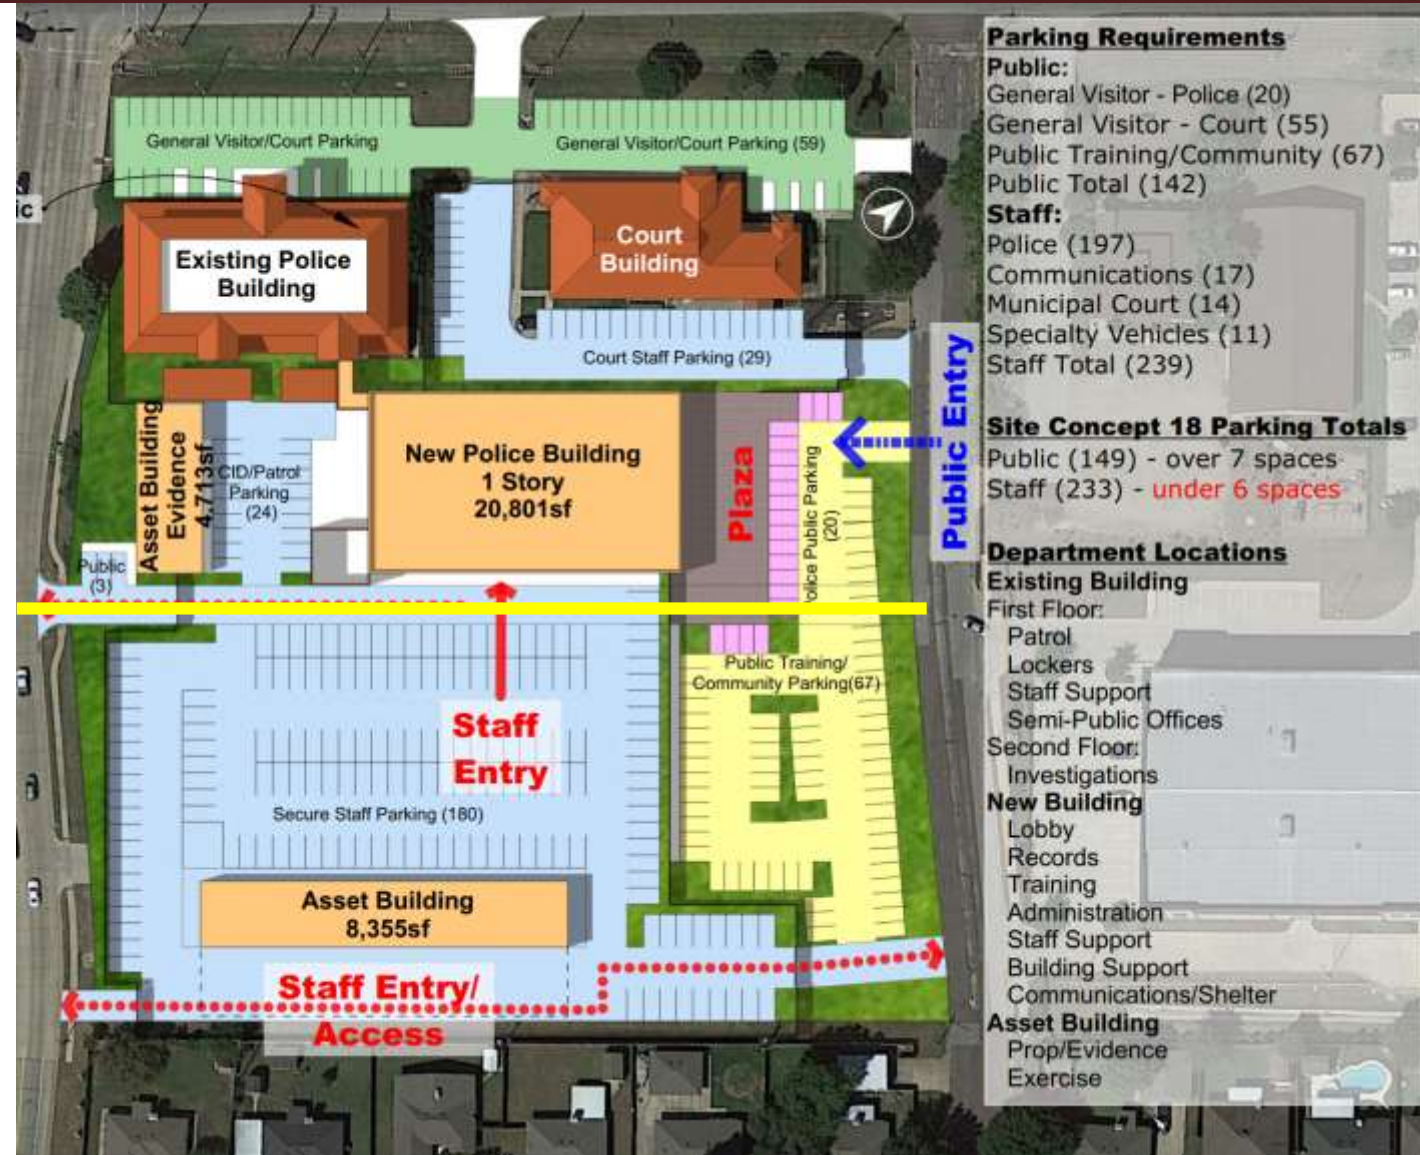 General Visitor/Court Parking
General Visitor/Court Parking (59)
ic
Existing Police
Building
Court
Building
Court Staff Parking (29)
Asset Building
Evidence
4,713sf
CID/Patrol
Parking
(24)
New Police Building
1 Story
20,801sf
Plaza
Police Public Parking
(20)
Public Entry
Public
(3)
Public Training/
Community Parking(67)
Staff
Entry
Secure Staff Parking (180)
Asset Building
8,355sf
Staff Entry/
Access
Parking Requirements
Public:
General Visitor - Police (20)
General Visitor - Court (55)
Public Training/Community (67)
Public Total (142)
Staff:
Police (197)
Communications (17)
Municipal Court (14)
Specialty Vehicles (11)
Staff Total (239)
Site Concept 18 Parking Totals
Public (149) - over 7 spaces
Staff (233) - under 6 spaces
Department Locations
Existing Building
First Floor:
Patrol
Lockers
Staff Support
Semi-Public Offices
Second Floor:
Investigations
New Building
Lobby
Records
Training
Administration
Staff Support
Building Support
Communications/Shelter
Asset Building
Prop/Evidence
Exercise